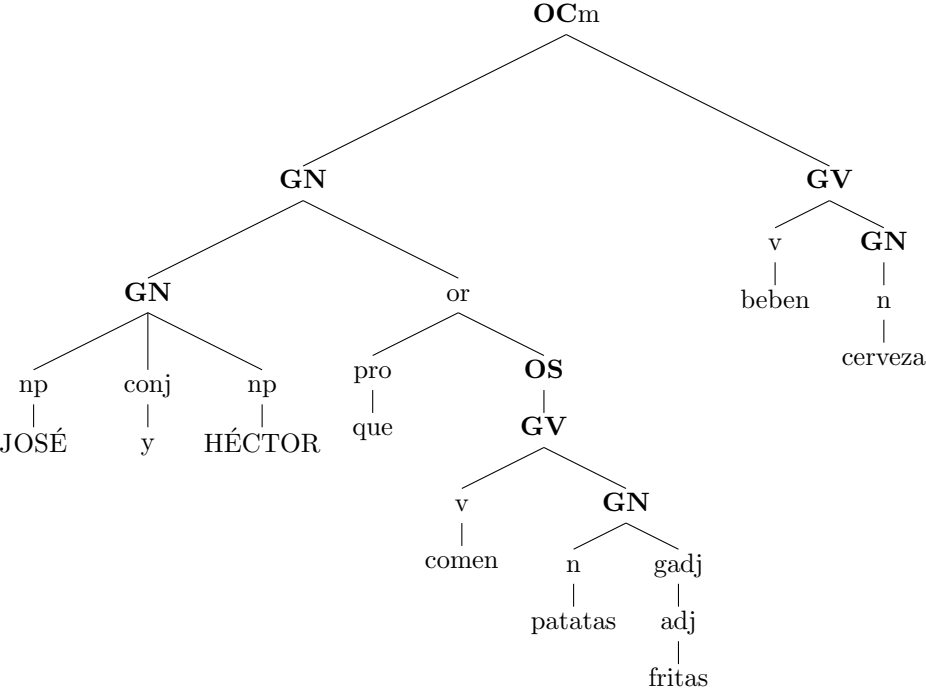 OCm
GN GV
v GN
GN or beben n
np conj np pro OS cerveza
JOSÉ y HÉCTOR que GV
v GN
comen n gadj
patatas adj
fritas